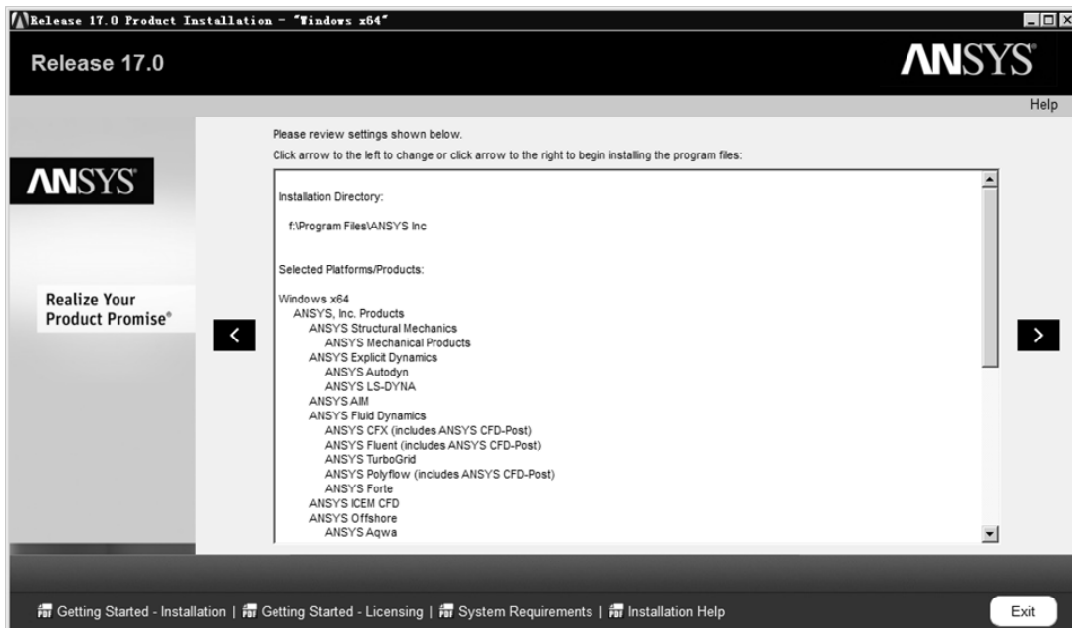 Release 17.0 Product Installation - "Windows x64"
Release 17.0
ANSYS®
Help
ANSYS®
Realize Your
Product Promise®
Please review settings shown below.
Click arrow to the left to change or click arrow to the right to begin installing the program files:
Installation Directory:
f:\Program Files\ANSYS Inc
Selected Platforms/Products:
Windows x64
ANSYS, Inc. Products
ANSYS Structural Mechanics
ANSYS Mechanical Products
ANSYS Explicit Dynamics
ANSYS Autodyn
ANSYS LS-DYNA
ANSYS AIM
ANSYS Fluid Dynamics
ANSYS CFX (includes ANSYS CFD-Post)
ANSYS Fluent (includes ANSYS CFD-Post)
ANSYS TurboGrid
ANSYS Polyflow (includes ANSYS CFD-Post)
ANSYS Forte
ANSYS ICEM CFD
ANSYS Offshore
ANSYS Aqwa
PDF Getting Started - Installation | PDF Getting Started - Licensing | PDF System Requirements | PDF Installation Help
Exit